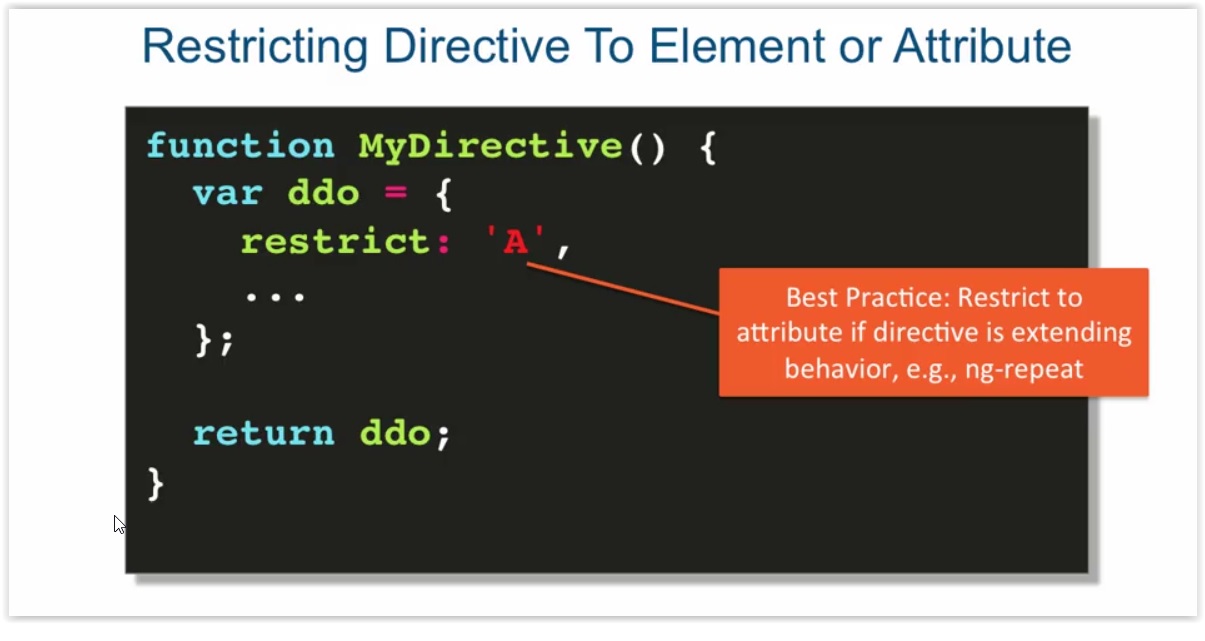 Restricting Directive To Element or Attribute
function MyDirective() {
  var ddo = {
    restrict: 'A',
    ...
  };
Best Practice: Restrict to
attribute if directive is extending
behavior, e.g., ng-repeat
  return ddo;
}